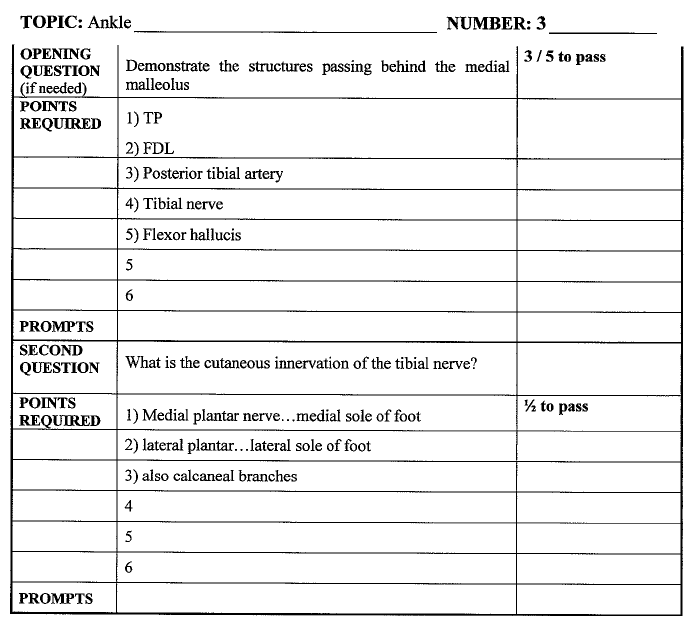 TOPIC: Ankle NUMBER: 3
OPENING QUESTION (if needed)
Demonstrate the structures passing behind the medial
malleolus
3 / 5 to pass
POINTS REQUIRED
1) TP
2) FDL
3) Posterior tibial artery
4) Tibial nerve
5) Flexor hallucis
5
6
PROMPTS
SECOND QUESTION
What is the cutaneous innervation of the tibial nerve?
POINTS REQUIRED
1) Medial plantar nerve…medial sole of foot
½ to pass
2) lateral plantar…lateral sole of foot
3) also calcaneal branches
4
5
6
PROMPTS